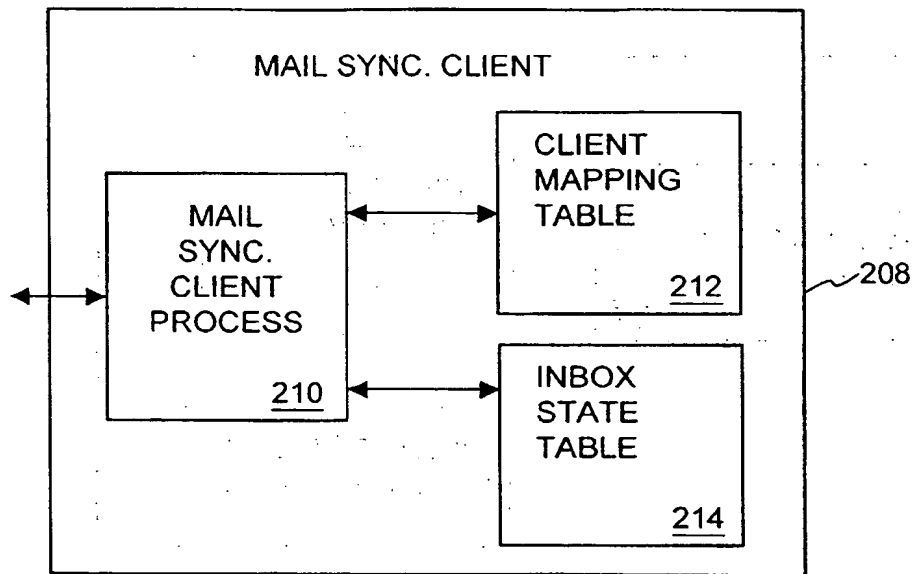 MAIL SYNC. CLIENT
CLIENT
MAPPING
TABLE
212
MAIL
SYNC.
CLIENT
PROCESS
210
208
INBOX
STATE
TABLE
214